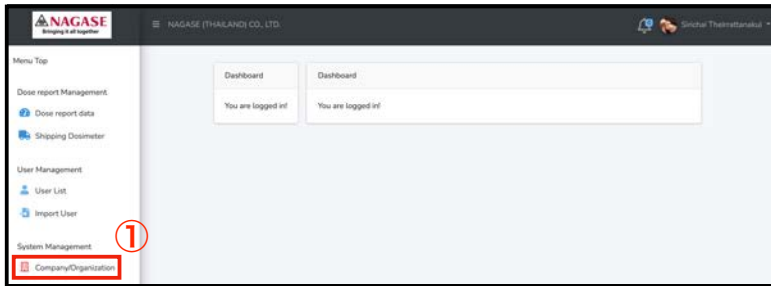 NAGASE
Bringing it all together
≡ NAGASE (THAILAND) CO., LTD.
Sirichai Theirrattanakul
Menu Top
Dose report Management
Dose report data
Shipping Dosimeter
User Management
User List
Import User
System Management
①
Company/Organization
Dashboard
You are logged in!
Dashboard
You are logged in!